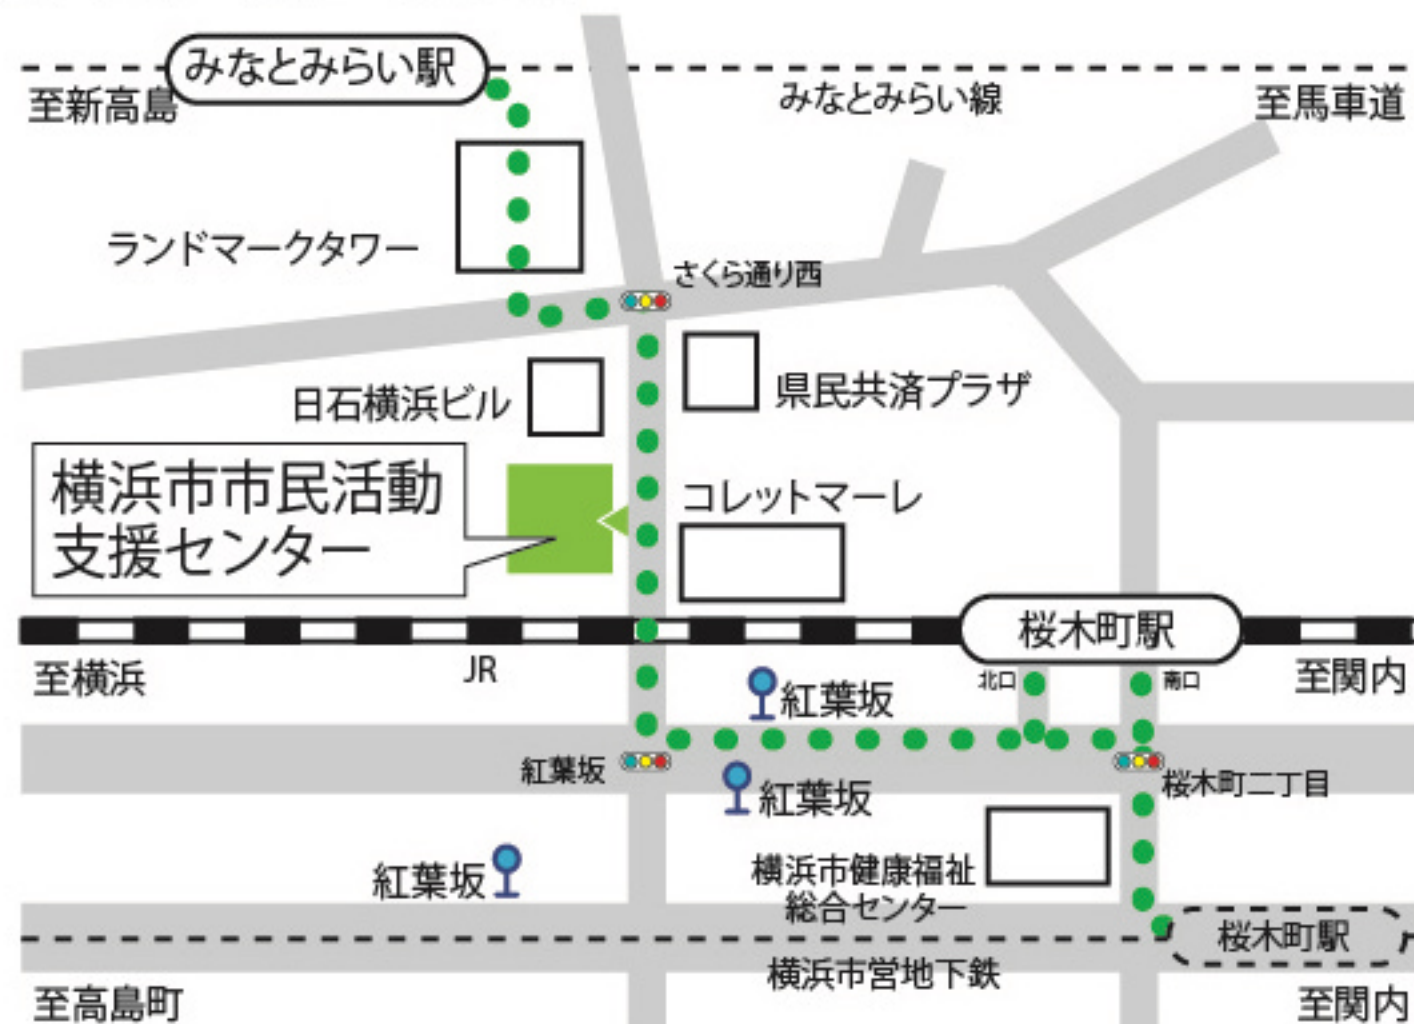 みなとみらい駅
至新高島
みなとみらい線
至馬車道
ランドマークタワー
さくら通り西
日石横浜ビル
県民共済プラザ
横浜市市民活動
支援センター
コレットマーレ
桜木町駅
至横浜
JR
北口
南口
至関内
紅葉坂
紅葉坂
紅葉坂
桜木町二丁目
紅葉坂
横浜市健康福祉
総合センター
桜木町駅
横浜市営地下鉄
至高島町
至関内